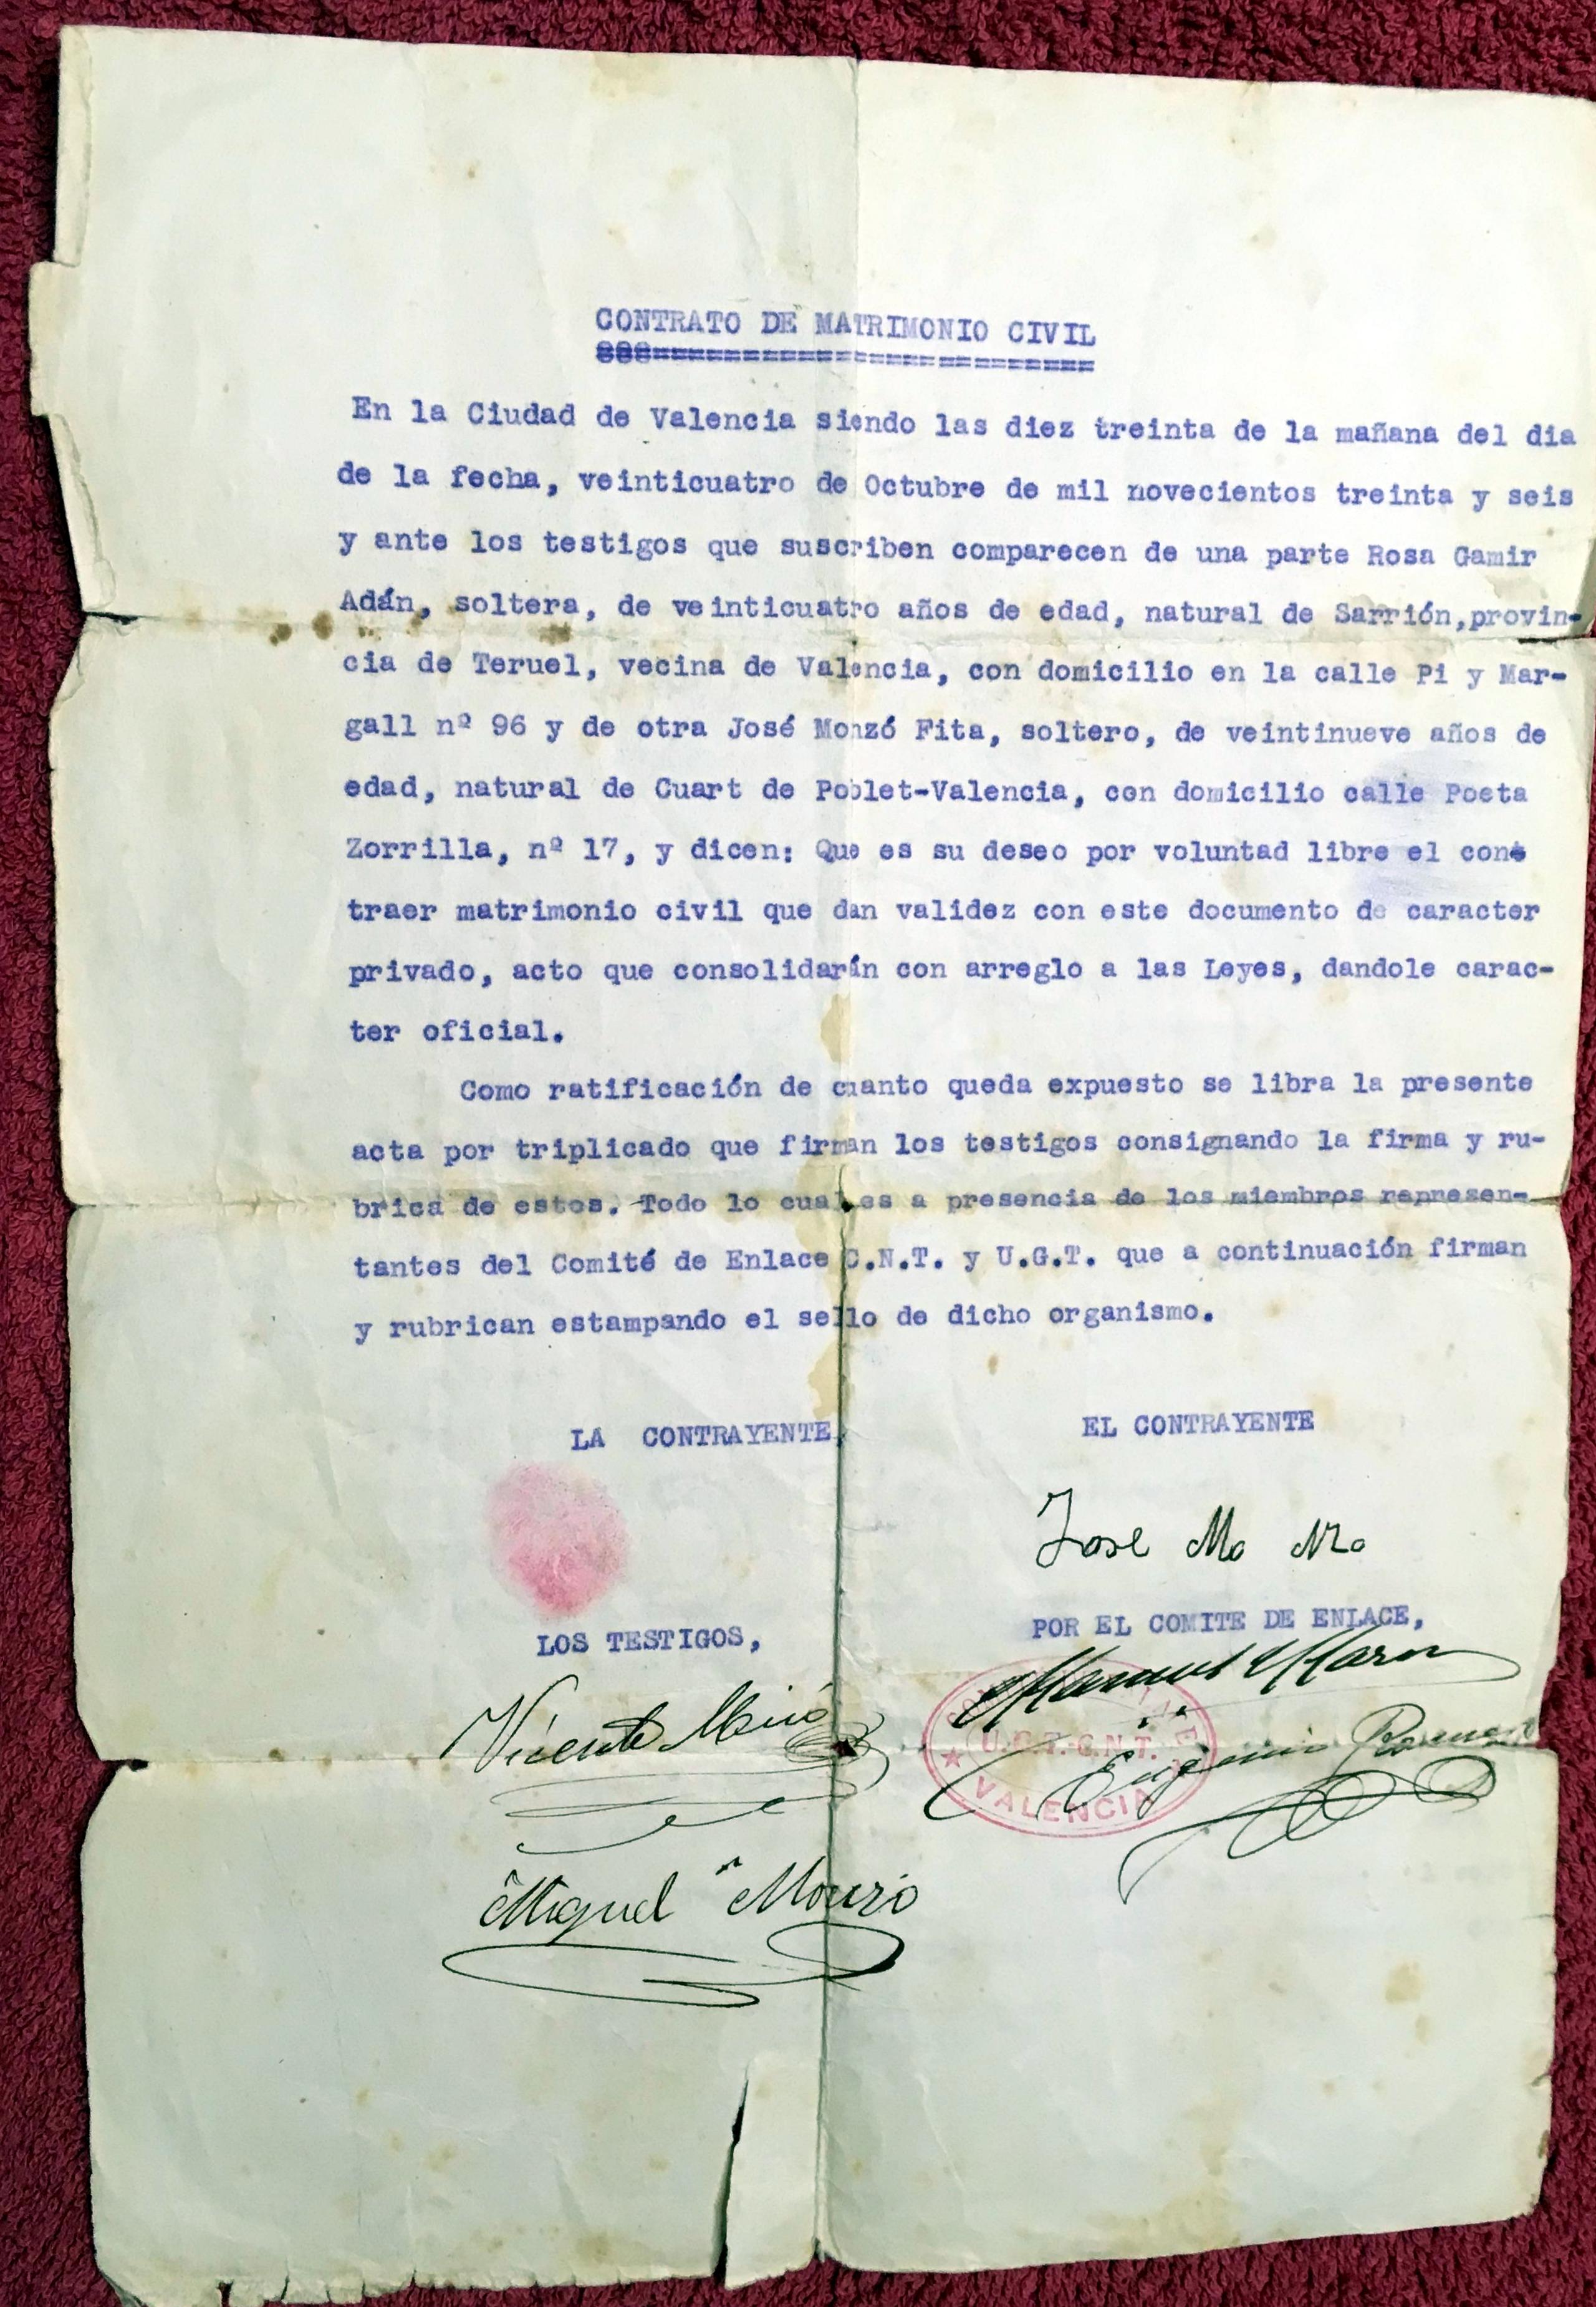 CONTRATO DE MATRIMONIO CIVIL
En la Ciudad de Valencia siendo las diez treinta de la mañana del dia
de la fecha, veinticuatro de Octubre de mil novecientos treinta y seis
y ante los testigos que suscriben comparecen de una parte Rosa Gamir
Adán, soltera, de veinticuatro años de edad, natural de Sarrión,provin-
cia de Teruel, vecina de Valencia, con domicilio en la calle Pi y Mar-
gall nº 96 y de otra José Monzó Fita, soltero, de veintinueve años de
edad, natural de Cuart de Poblet-Valencia, con domicilio calle Poeta
Zorrilla, nº 17, y dicen: Que es su deseo por voluntad libre el con-
traer matrimonio civil que dan validez con este documento de caracter
privado, acto que consolidarán con arreglo a las Leyes, dandole carac-
ter oficial.
Como ratificación de cuanto queda expuesto se libra la presente
acta por triplicado que firman los testigos consignando la firma y ru-
brica de estos. Todo lo cual es a presencia de los miembros represen-
tantes del Comité de Enlace C.N.T. y U.G.T. que a continuación firman
y rubrican estampando el sello de dicho organismo.
LA CONTRAYENTE
EL CONTRAYENTE
José Mo
LOS TESTIGOS,
POR EL COMITE DE ENLACE,
Vicente Miró
Manuel
Eugenio
U.G.T.-C.N.T.
VALENCIA
Miguel Monzó